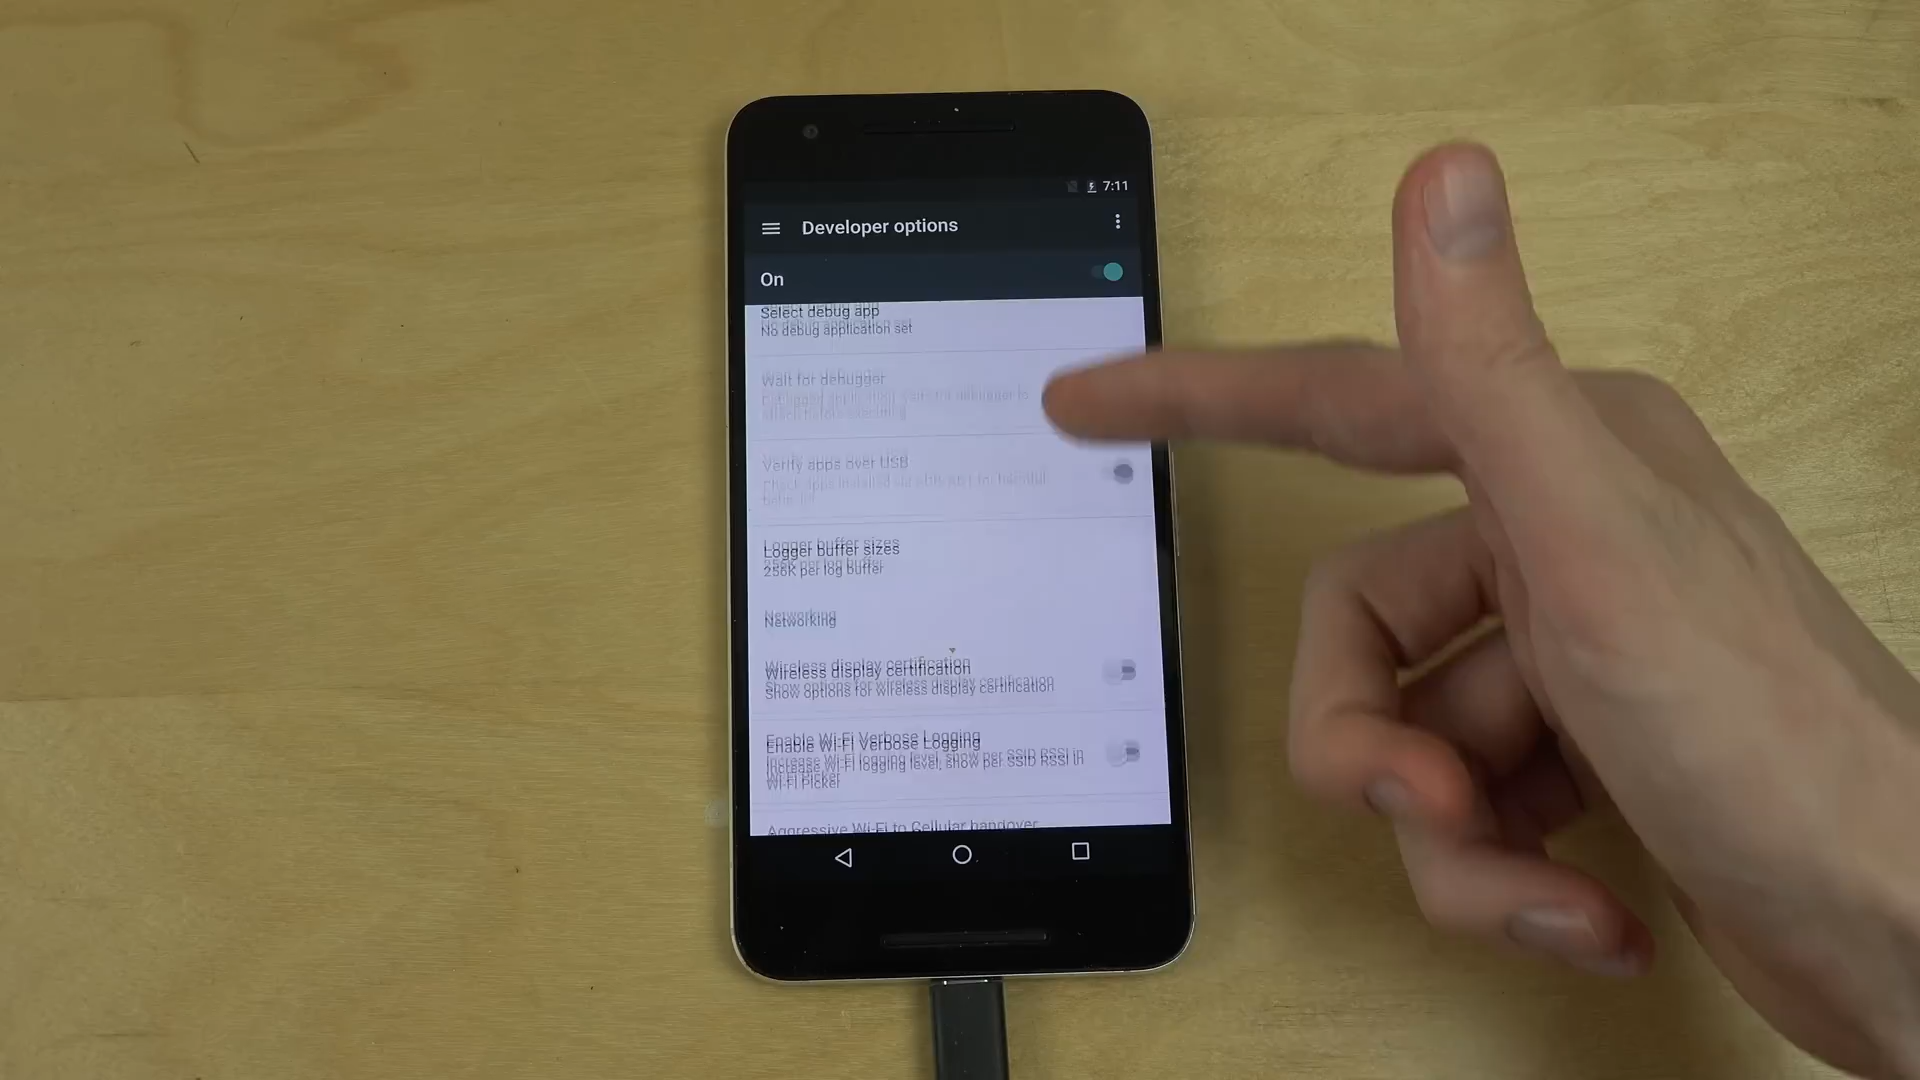 7:11
Developer options
On
Select debug app
No debug application set
Wait for debugger
Verify apps over USB
Logger buffer sizes
256K per log buffer
Networking
Wireless display certification
Show options for wireless display certification
Enable Wi-Fi Verbose Logging
Increase Wi-Fi logging level, show per SSID RSSI in
Wi-Fi Picker
Aggressive Wi-Fi to Cellular handover